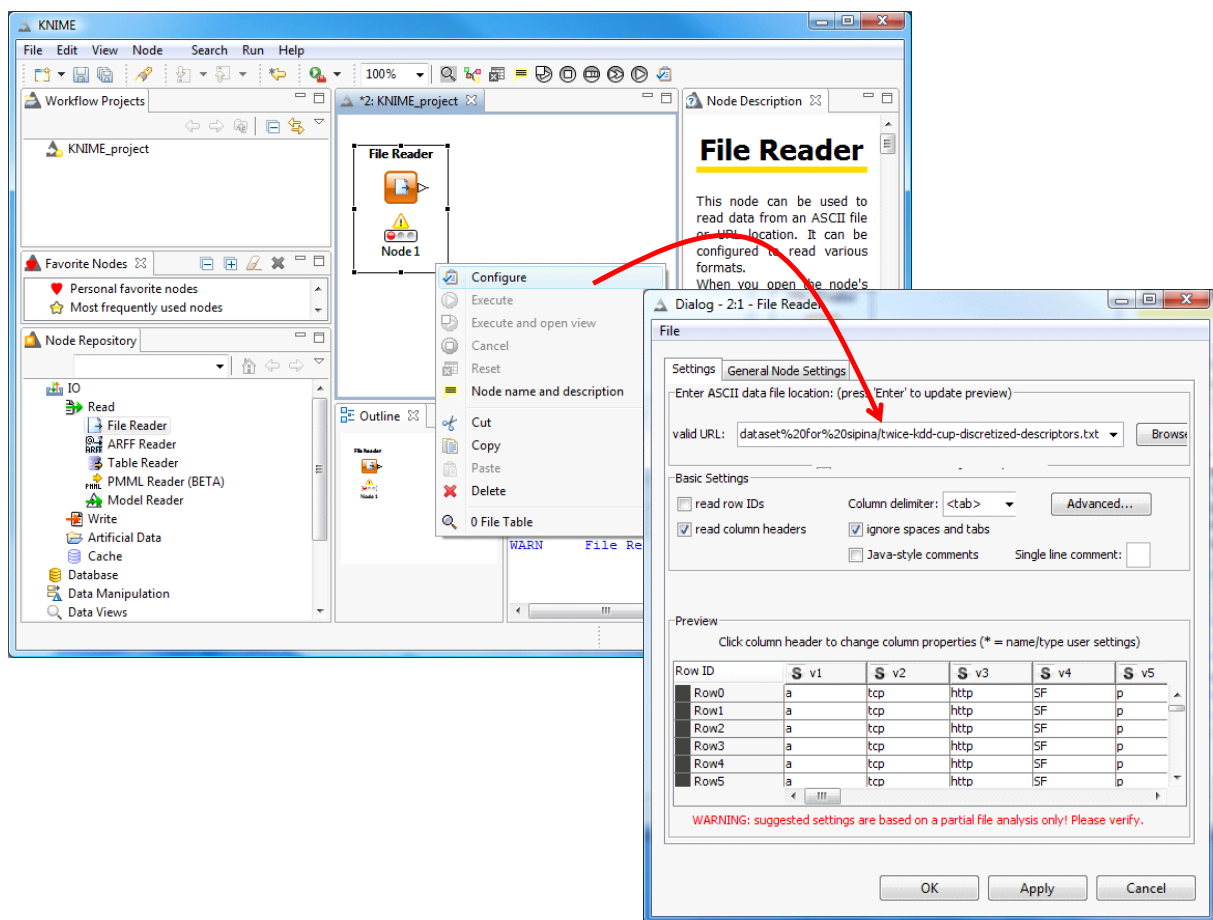 KNIME
File Edit View Node Search Run Help
100%
Workflow Projects
KNIME_project
*2: KNIME_project
File Reader
Node 1
Node Description
File Reader
This node can be used to
read data from an ASCII file
or URL location. It can be
configured to read various
formats.
When you open the node's
Favorite Nodes
Personal favorite nodes
Most frequently used nodes
Node Repository
IO
Read
File Reader
ARFF Reader
Table Reader
PMML Reader (BETA)
Model Reader
Write
Artificial Data
Cache
Database
Data Manipulation
Data Views
Configure
Execute
Execute and open view
Cancel
Reset
Node name and description
Cut
Copy
Paste
Delete
0 File Table
Outline
File Reader
Node 1
WARN File Re
Dialog - 2:1 - File Reader
File
Settings General Node Settings
Enter ASCII data file location: (press 'Enter' to update preview)
valid URL: dataset%20for%20sipina/twice-kdd-cup-discretized-descriptors.txt Browse
Basic Settings
read row IDs Column delimiter: <tab> Advanced...
read column headers ignore spaces and tabs
Java-style comments Single line comment:
Preview
Click column header to change column properties (* = name/type user settings)
Row ID S v1 S v2 S v3 S v4 S v5
Row0 a tcp http SF p
Row1 a tcp http SF p
Row2 a tcp http SF p
Row3 a tcp http SF p
Row4 a tcp http SF p
Row5 a tcp http SF p
WARNING: suggested settings are based on a partial file analysis only! Please verify.
OK Apply Cancel